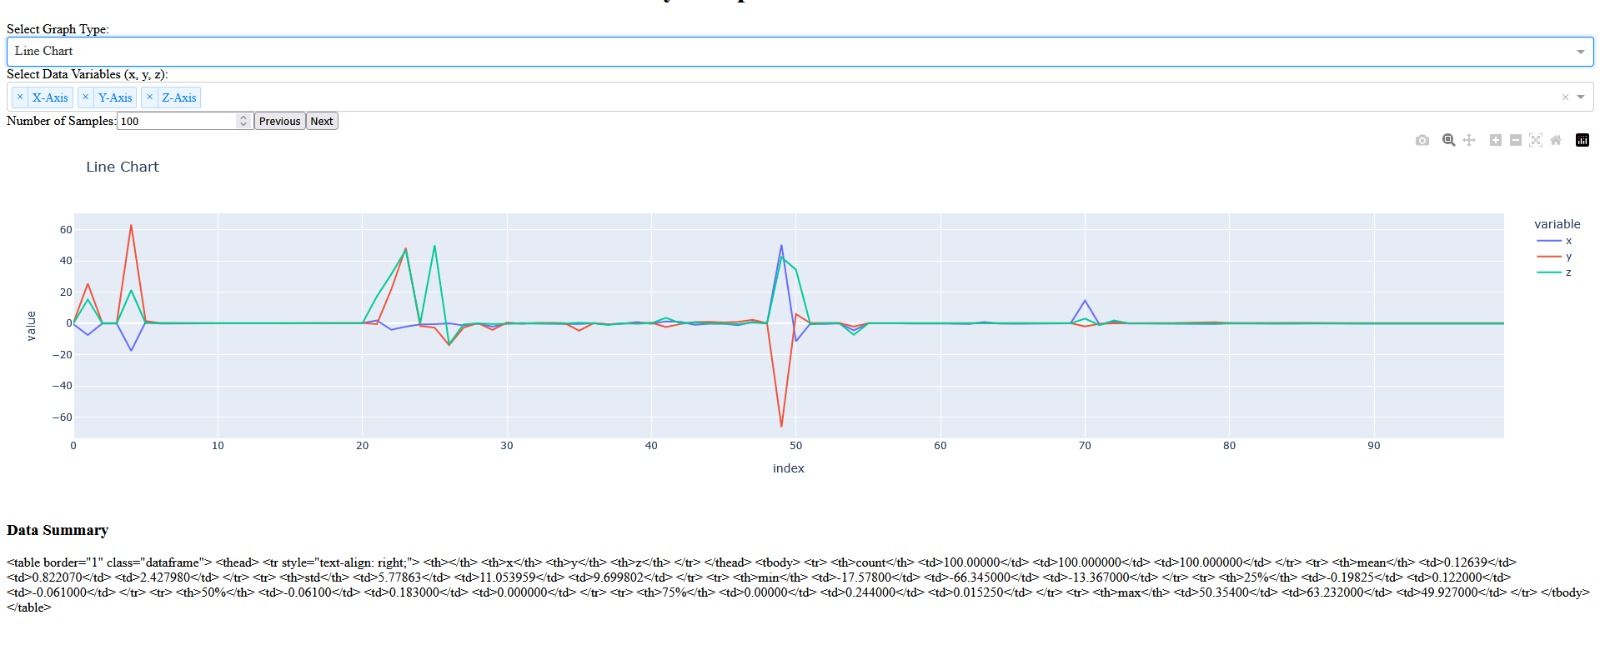 Select Graph Type:
Line Chart
Select Data Variables (x, y, z):
× X-Axis × Y-Axis × Z-Axis ×
Number of Samples: 100 Previous Next
Line Chart
variable
x
y
z
value
60
40
20
0
−20
−40
−60
0 10 20 30 40 50 60 70 80 90
index
Data Summary
<table border="1" class="dataframe"> <thead> <tr style="text-align: right;"> <th></th> <th>x</th> <th>y</th> <th>z</th> </tr> </thead> <tbody> <tr> <th>count</th> <td>100.00000</td> <td>100.000000</td> <td>100.000000</td> </tr> <tr> <th>mean</th> <td>0.12639</td>
<td>0.822070</td> <td>2.427980</td> </tr> <tr> <th>std</th> <td>5.77863</td> <td>11.053959</td> <td>9.699802</td> </tr> <tr> <th>min</th> <td>-17.57800</td> <td>-66.345000</td> <td>-13.367000</td> </tr> <tr> <th>25%</th> <td>-0.19825</td> <td>0.122000</td>
<td>-0.061000</td> </tr> <tr> <th>50%</th> <td>-0.06100</td> <td>0.183000</td> <td>0.000000</td> </tr> <tr> <th>75%</th> <td>0.00000</td> <td>0.244000</td> <td>0.015250</td> </tr> <tr> <th>max</th> <td>50.35400</td> <td>63.232000</td> <td>49.927000</td> </tr> </tbody>
</table>